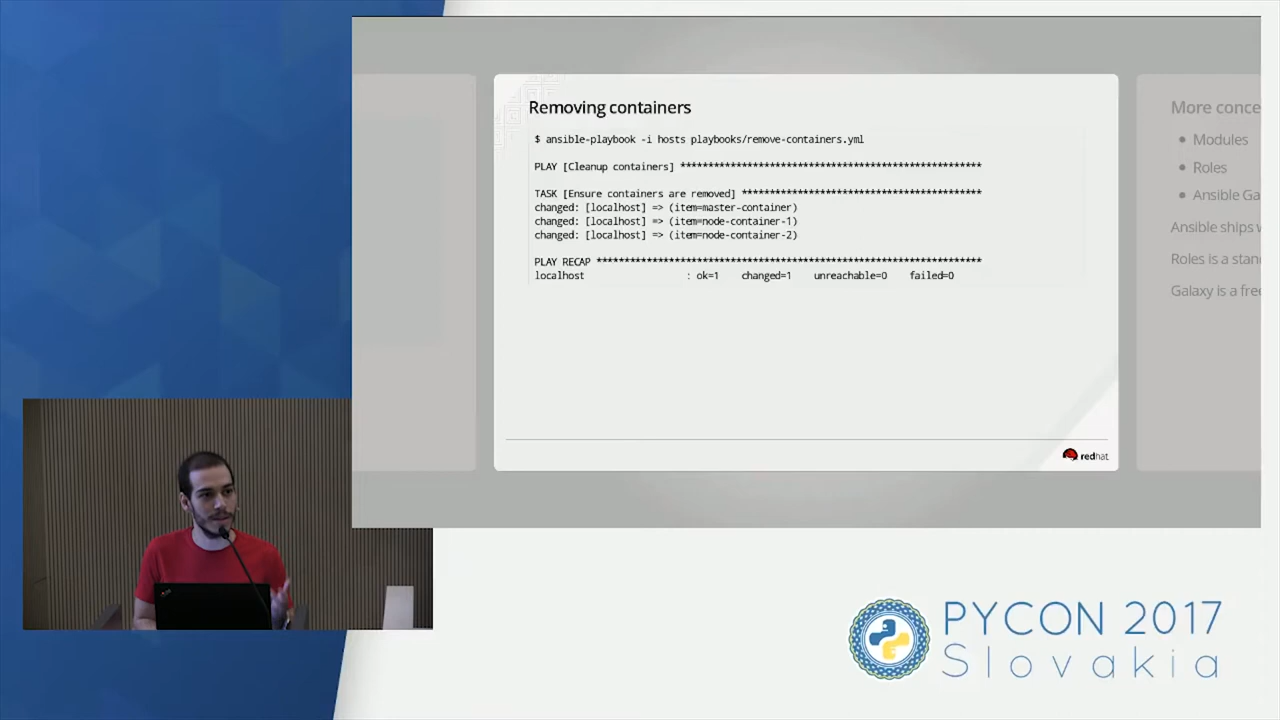 Removing containers
$ ansible-playbook -i hosts playbooks/remove-containers.yml
PLAY [Cleanup containers] *******************************************************
TASK [Ensure containers are removed] ********************************************
changed: [localhost] => (item=master-container)
changed: [localhost] => (item=node-container-1)
changed: [localhost] => (item=node-container-2)
PLAY RECAP **********************************************************************
localhost : ok=1 changed=1 unreachable=0 failed=0
redhat
More conce
• Modules
• Roles
• Ansible Ga
Ansible ships w
Roles is a stan
Galaxy is a free
PYCON 2017
Slovakia